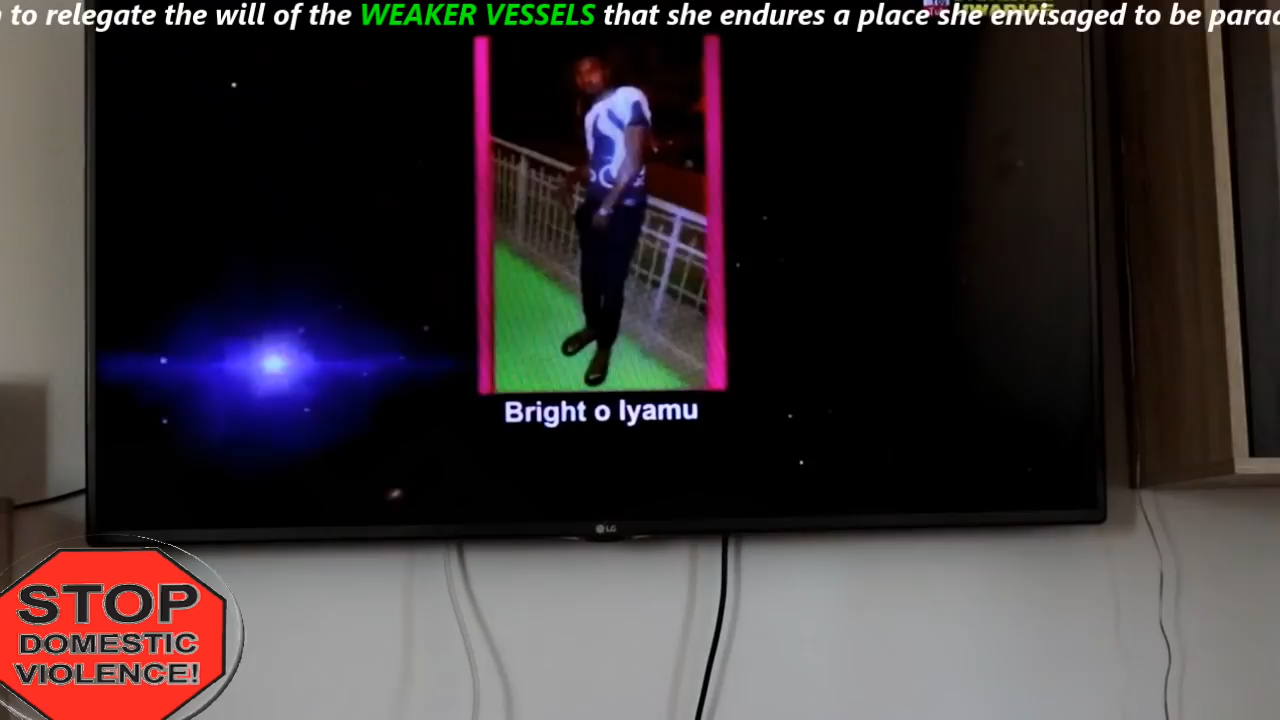 to relegate the will of the WEAKER VESSELS that she endures a place she envisaged to be parad
Bright o Iyamu
LG
STOP
DOMESTIC
VIOLENCE!